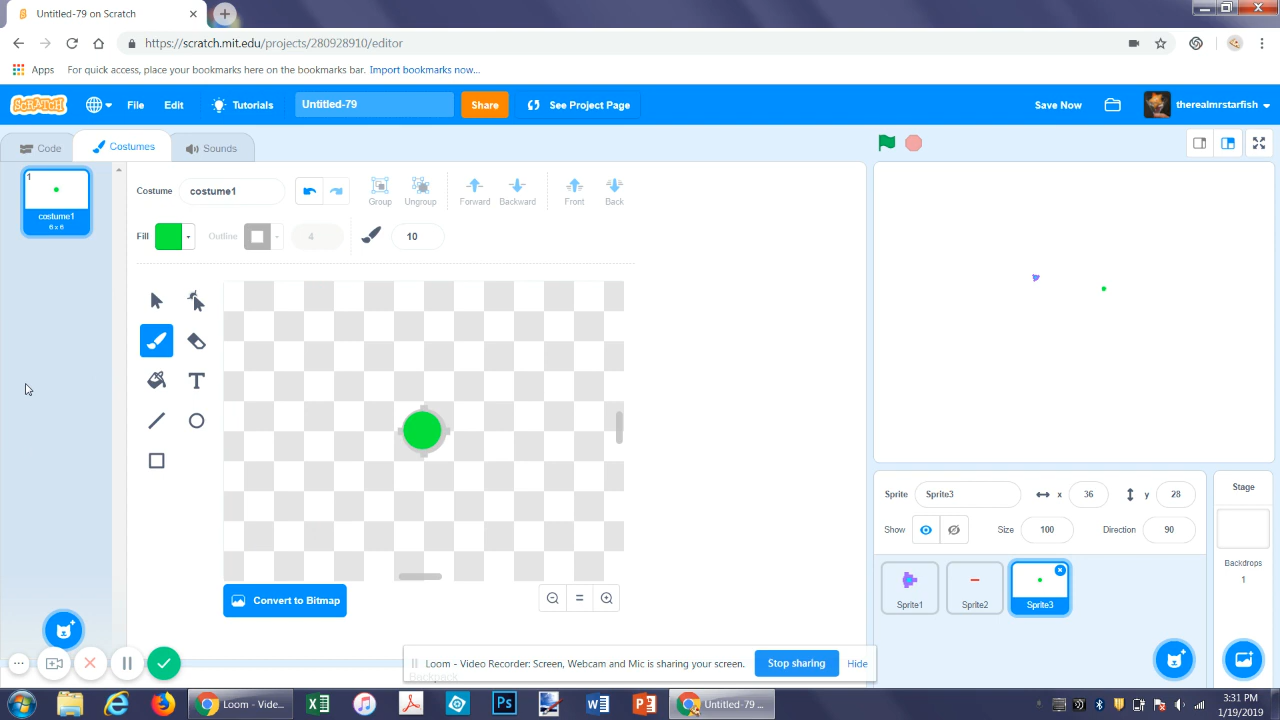 Untitled-79 on Scratch
https://scratch.mit.edu/projects/280928910/editor
Apps For quick access, place your bookmarks here on the bookmarks bar. Import bookmarks now...
SCRATCH File Edit Tutorials Untitled-79 Share See Project Page Save Now therealmrstarfish
Code Costumes Sounds
1
costume1
6 x 6
Costume costume1 Group Ungroup Forward Backward Front Back
Fill Outline 4 10
Convert to Bitmap
Sprite Sprite3 x 36 y 28
Show Size 100 Direction 90
Sprite1 Sprite2 Sprite3
Stage
Backdrops
1
Loom - Video Recorder: Screen, Webcam and Mic is sharing your screen. Stop sharing Hide
Backpack
Loom - Vide... Untitled-79 ...
3:31 PM
1/19/2019